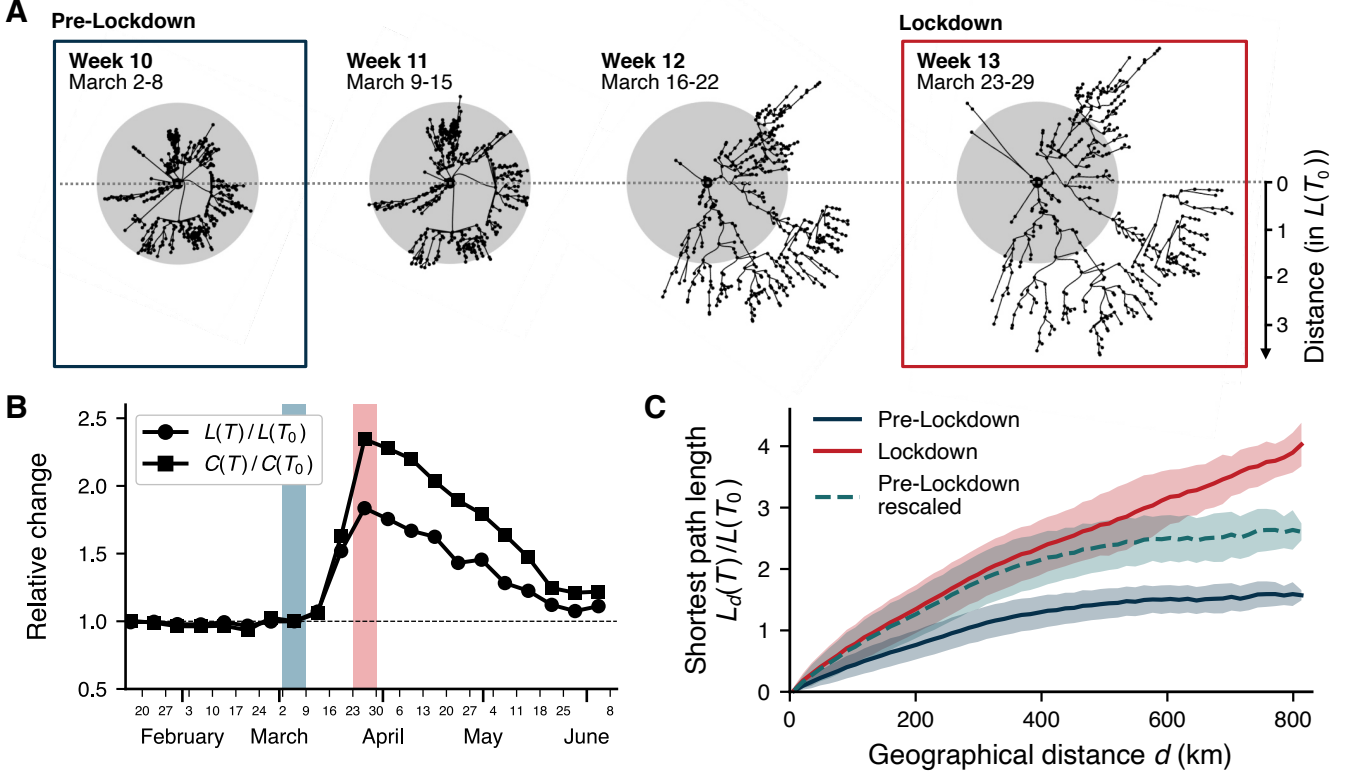 A
Pre-Lockdown
Lockdown
Week 10
March 2-8
Week 11
March 9-15
Week 12
March 16-22
Week 13
March 23-29
0
1
2
3
Distance (in L(T₀))
B
2.5
2.0
1.5
1.0
0.5
Relative change
L(T)/L(T₀)
C(T)/C(T₀)
20 27 3 10 17 24 2 9 16 23 30 6 13 20 27 4 11 18 25 8
February March April May June
C
Pre-Lockdown
Lockdown
Pre-Lockdown
rescaled
4
3
2
1
0
Shortest path length
L_d(T)/L(T₀)
0 200 400 600 800
Geographical distance d (km)